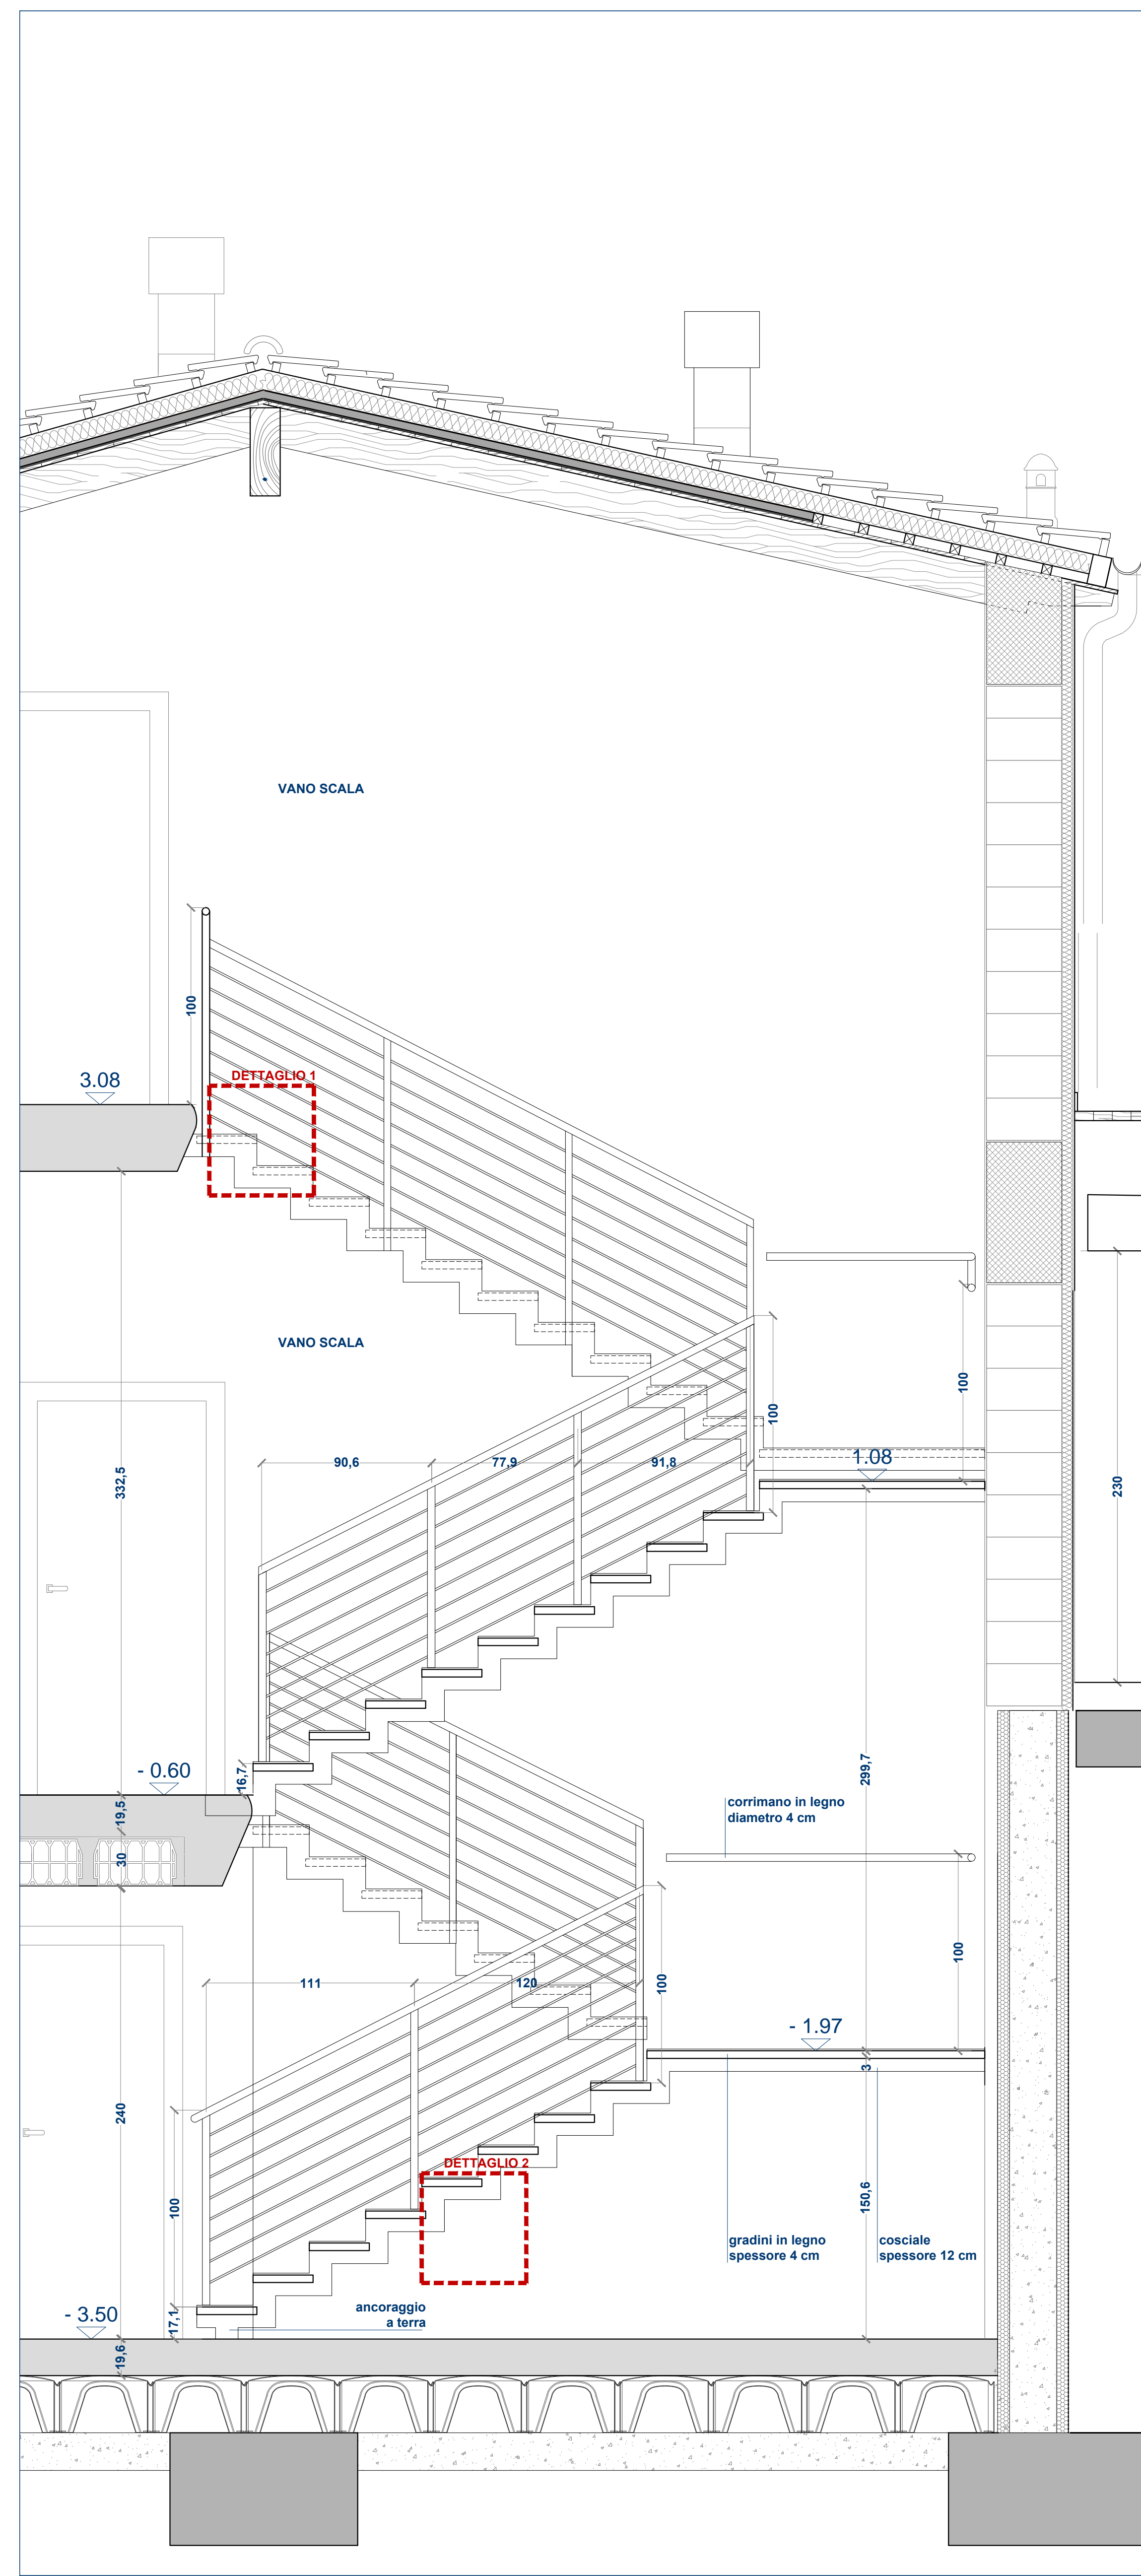 VANO SCALA
100
DETTAGLIO 1
3.08
VANO SCALA
100
100
230
90,6
77,9
91,8
1.08
332,5
- 0.60
16,7
19,5
30
299,7
corrimano in legno
diametro 4 cm
100
111
120
100
- 1.97
3
240
DETTAGLIO 2
100
150,6
gradini in legno
spessore 4 cm
cosciale
spessore 12 cm
ancoraggio
a terra
- 3.50
17,1
19,6